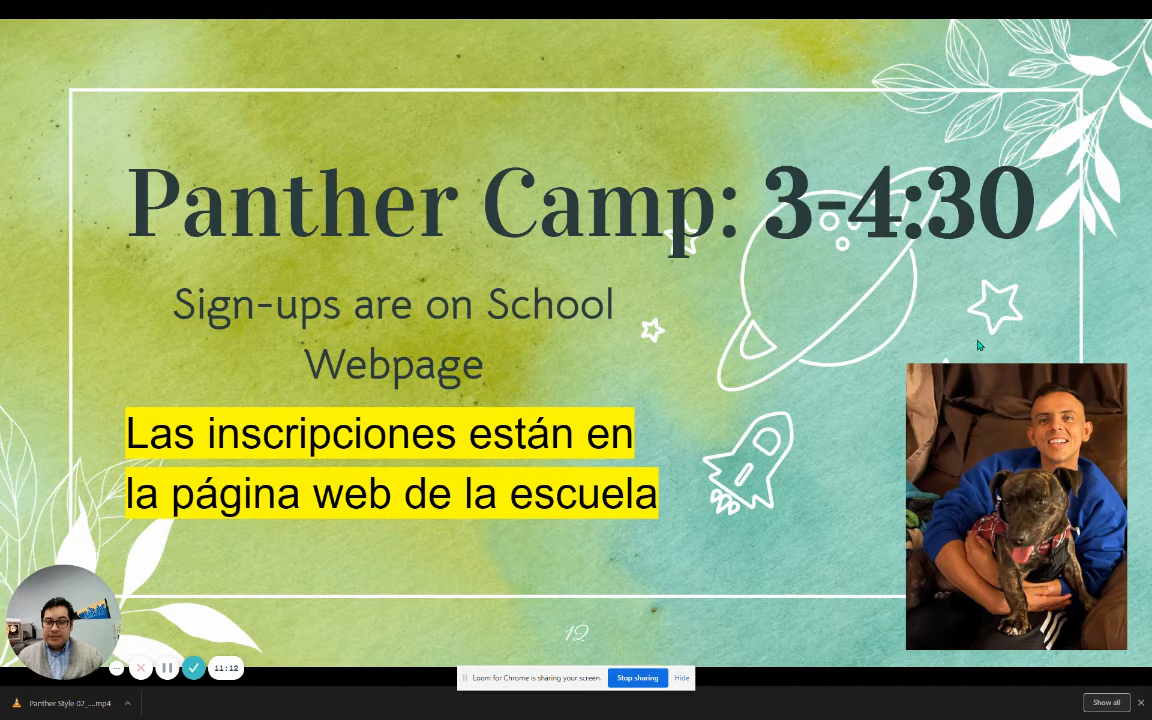 Panther Camp: 3-4:30
Sign-ups are on School
Webpage
Las inscripciones están en
la página web de la escuela
12
11:12
Loom for Chrome is sharing your screen.
Stop sharing
Hide
Panther Style 02_....mp4
Show all